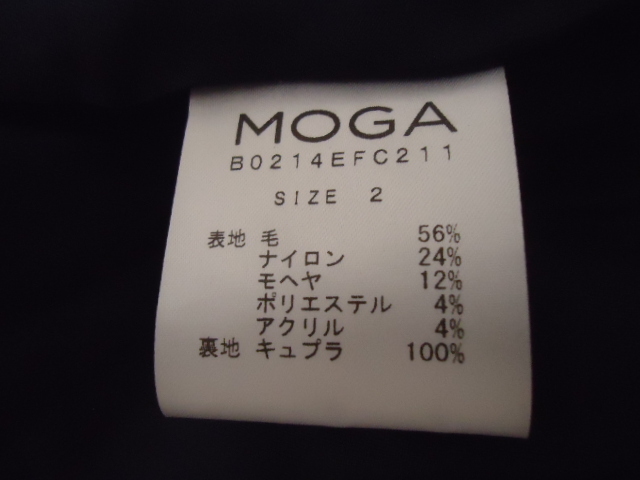 MOGA
B0214EFC211
SIZE 2
表地 毛 56%
ナイロン 24%
モヘヤ 12%
ポリエステル 4%
アクリル 4%
裏地 キュプラ 100%